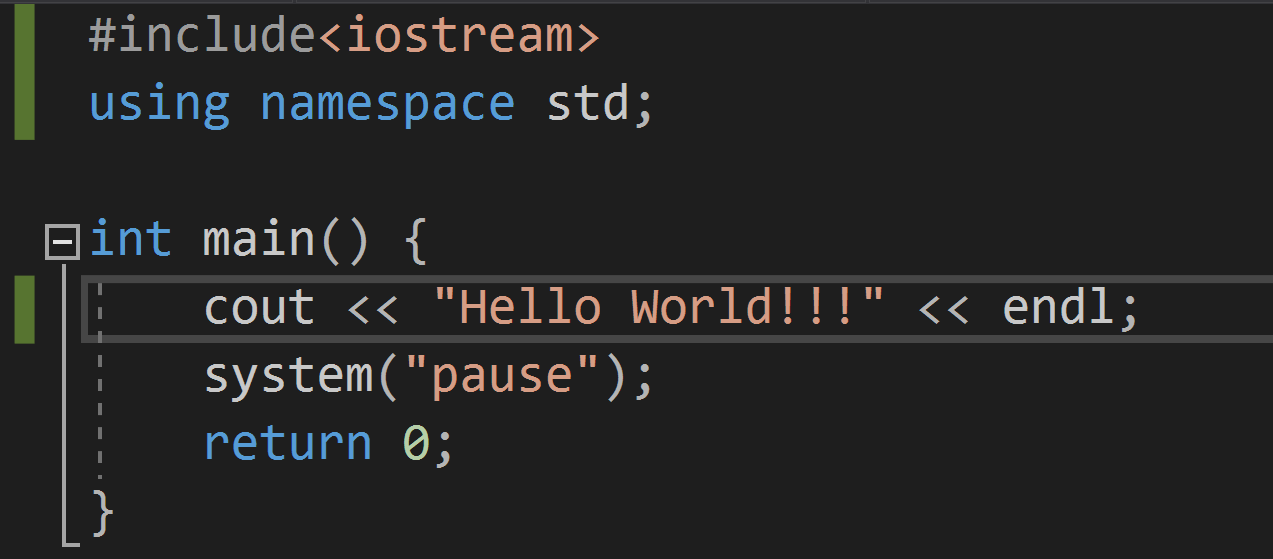 #include<iostream>
using namespace std;
int main() {
cout << "Hello World!!!" << endl;
system("pause");
return 0;
}